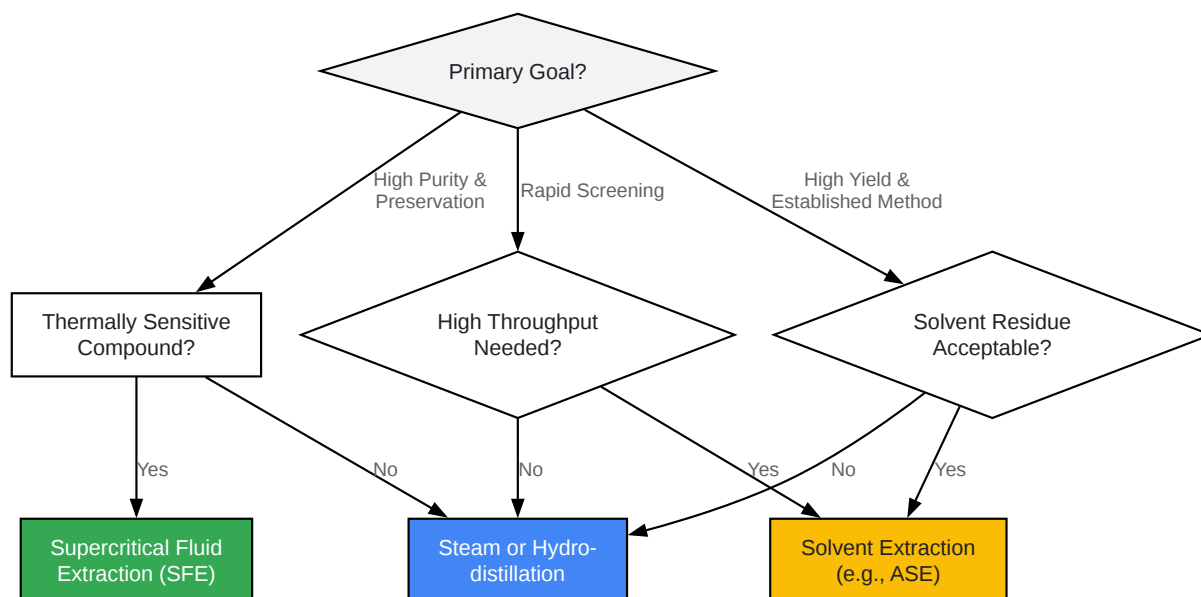 Primary Goal?
High Purity &
Preservation
Rapid Screening
High Yield &
Established Method
Thermally Sensitive
Compound?
High Throughput
Needed?
Solvent Residue
Acceptable?
Yes
No
No
Yes
No
Yes
Supercritical Fluid
Extraction (SFE)
Steam or Hydro-
distillation
Solvent Extraction
(e.g., ASE)